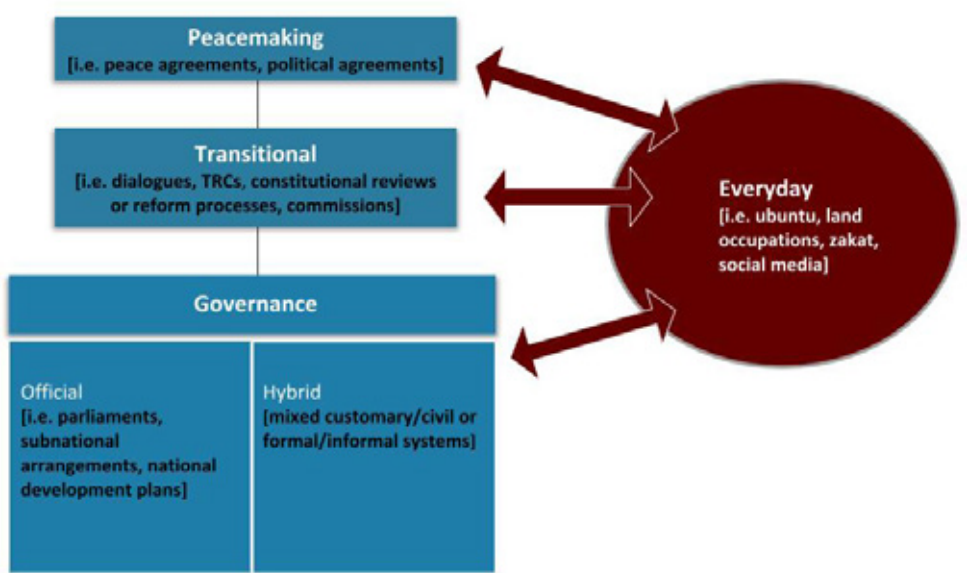 Peacemaking
[i.e. peace agreements, political agreements]
Transitional
[i.e. dialogues, TRCs, constitutional reviews
or reform processes, commissions]
Everyday
[i.e. ubuntu, land
occupations, zakat,
social media]
Governance
Official
[i.e. parliaments,
subnational
arrangements, national
development plans]
Hybrid
[mixed customary/civil or
formal/informal systems]